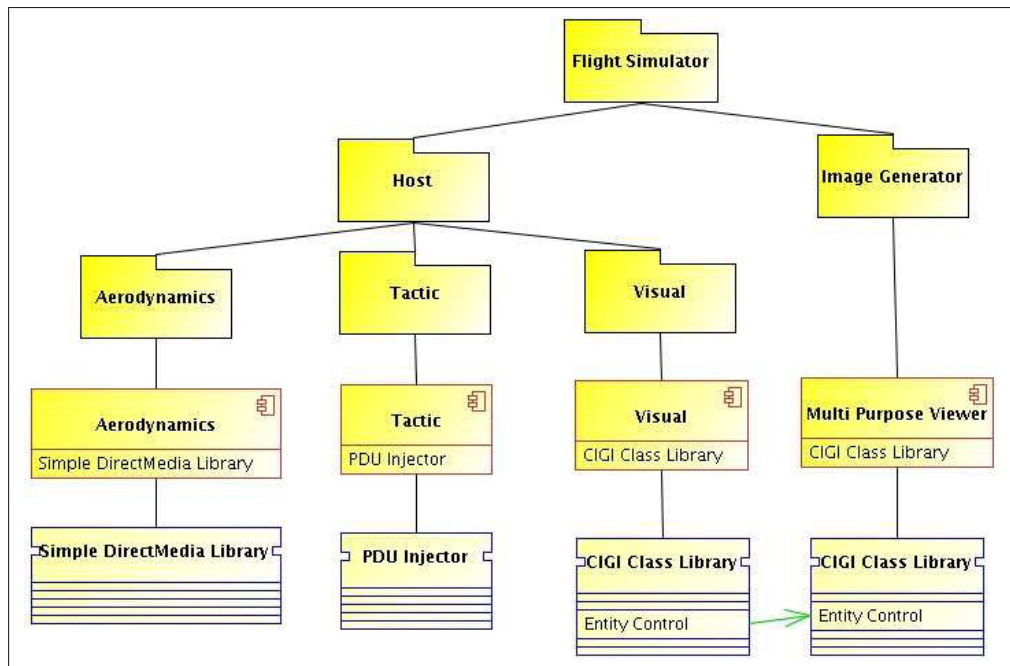 Flight Simulator
Host
Image Generator
Aerodynamics
Tactic
Visual
Aerodynamics
Simple DirectMedia Library
Tactic
PDU Injector
Visual
CIGI Class Library
Multi Purpose Viewer
CIGI Class Library
Simple DirectMedia Library
PDU Injector
CIGI Class Library
Entity Control
CIGI Class Library
Entity Control